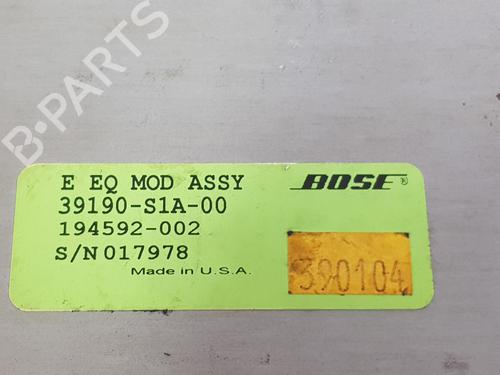 B-PARTS
E EQ MOD ASSY
BOSE®
39190-S1A-00
194592-002
S/N 017978
Made in U.S.A.
390104